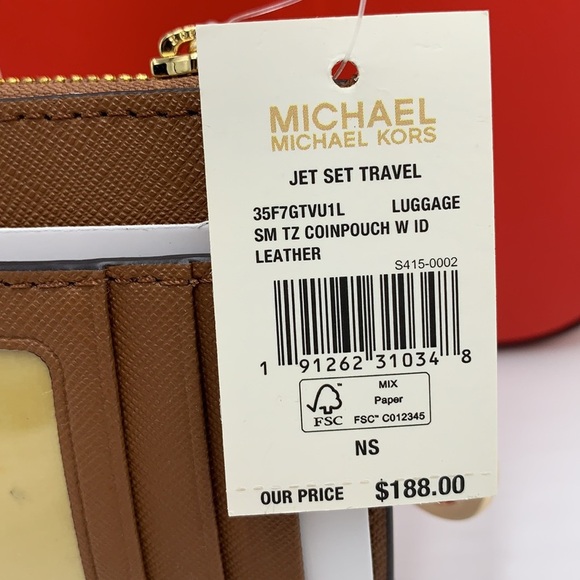 MICHAEL
MICHAEL KORS
JET SET TRAVEL
35F7GTVU1L LUGGAGE
SM TZ COINPOUCH W ID
LEATHER
S415-0002
1 91262 31034 8
FSC
MIX
Paper
FSC™ C012345
NS
OUR PRICE $188.00